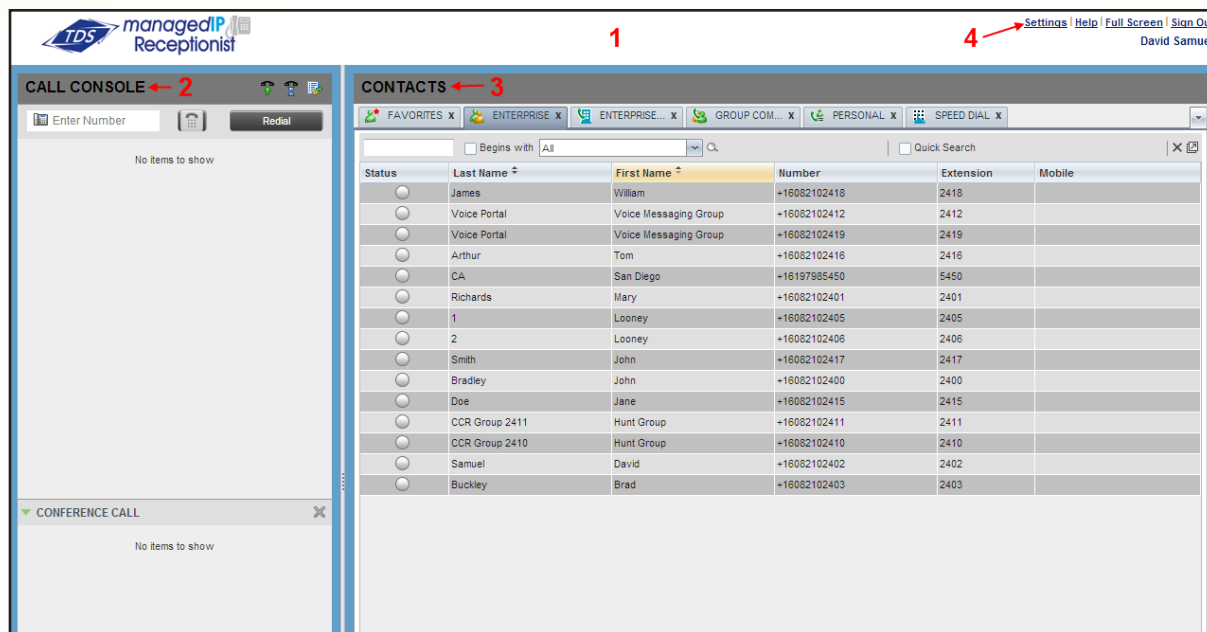 TDS managedIP Receptionist
1
4 Settings | Help | Full Screen | Sign Ou
David Samue
CALL CONSOLE 2
Enter Number Redial
No items to show
CONFERENCE CALL
No items to show
CONTACTS 3
FAVORITES X ENTERPRISE X ENTERPRISE... X GROUP COM... X PERSONAL X SPEED DIAL X
Begins with All Quick Search
Status Last Name First Name Number Extension Mobile
James William +16082102418 2418
Voice Portal Voice Messaging Group +16082102412 2412
Voice Portal Voice Messaging Group +16082102419 2419
Arthur Tom +16082102416 2416
CA San Diego +16197985450 5450
Richards Mary +16082102401 2401
1 Looney +16082102405 2405
2 Looney +16082102406 2406
Smith John +16082102417 2417
Bradley John +16082102400 2400
Doe Jane +16082102415 2415
CCR Group 2411 Hunt Group +16082102411 2411
CCR Group 2410 Hunt Group +16082102410 2410
Samuel David +16082102402 2402
Buckley Brad +16082102403 2403